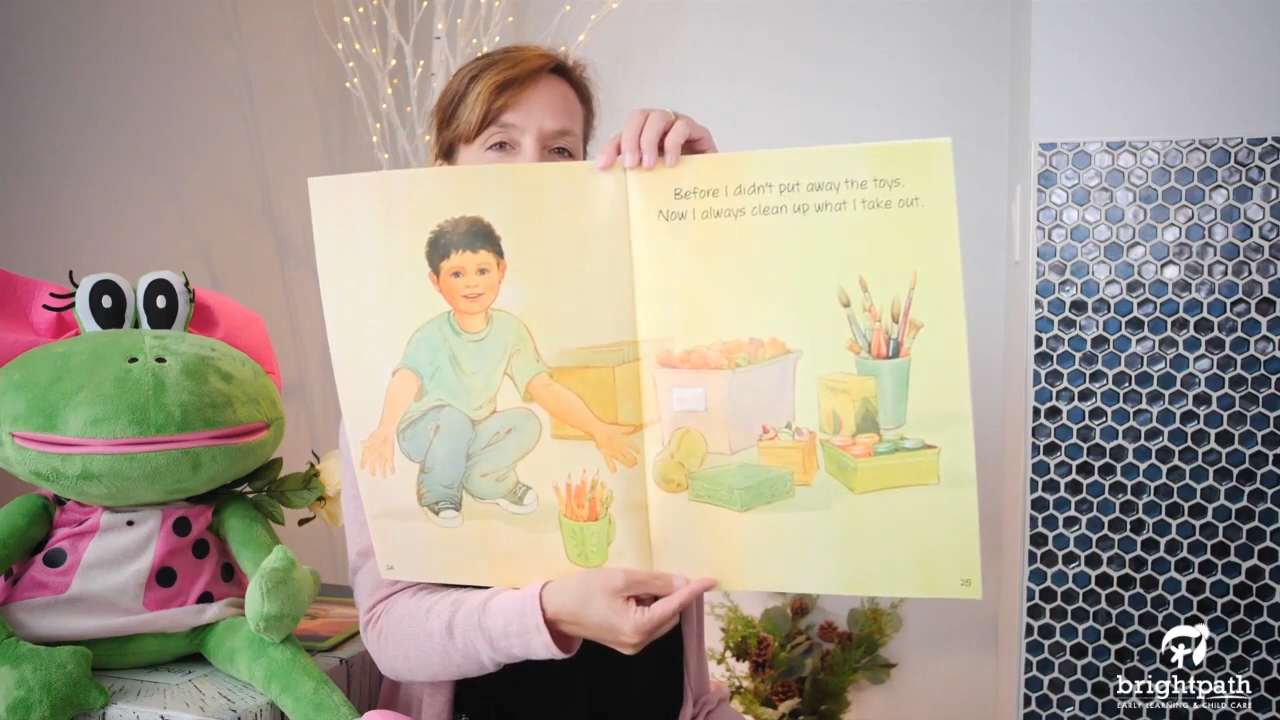 Before I didn't put away the toys.
Now I always clean up what I take out.
24
25
brightpath
EARLY LEARNING & CHILD CARE